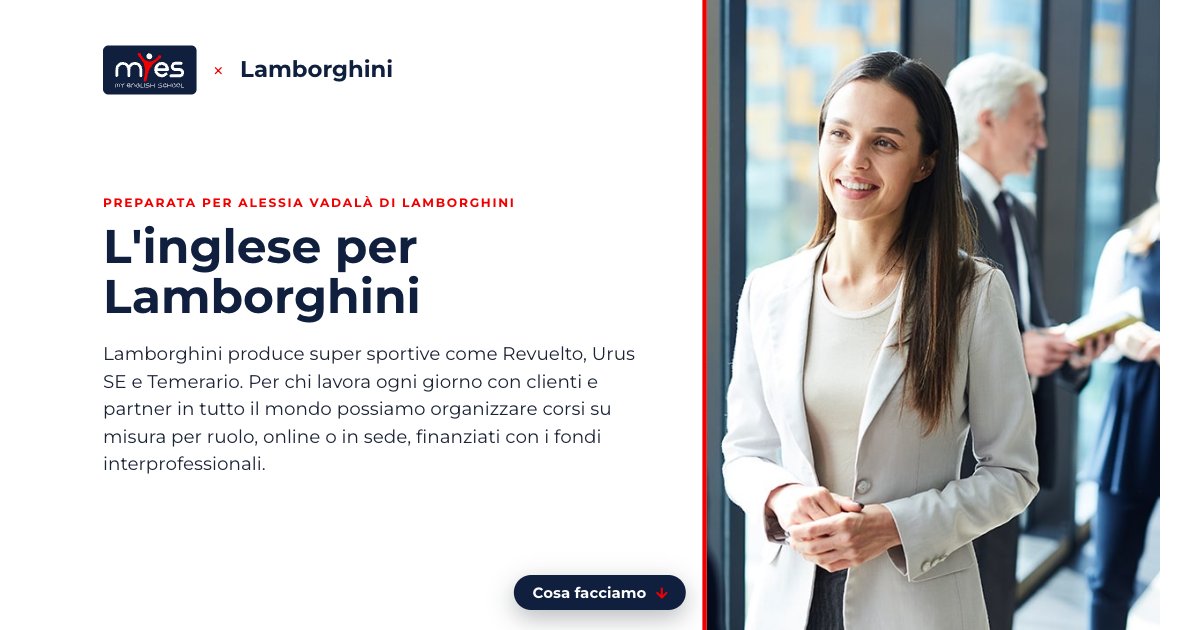 myes
MY ENGLISH SCHOOL
× Lamborghini
PREPARATA PER ALESSIA VADALÀ DI LAMBORGHINI
L'inglese per
Lamborghini
Lamborghini produce super sportive come Revuelto, Urus
SE e Temerario. Per chi lavora ogni giorno con clienti e
partner in tutto il mondo possiamo organizzare corsi su
misura per ruolo, online o in sede, finanziati con i fondi
interprofessionali.
Cosa facciamo ↓